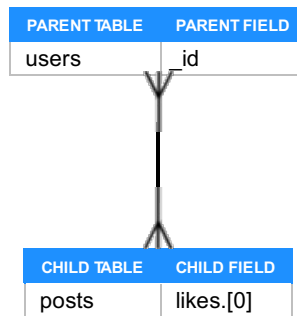 PARENT TABLE PARENT FIELD
users _id
CHILD TABLE CHILD FIELD
posts likes.[0]